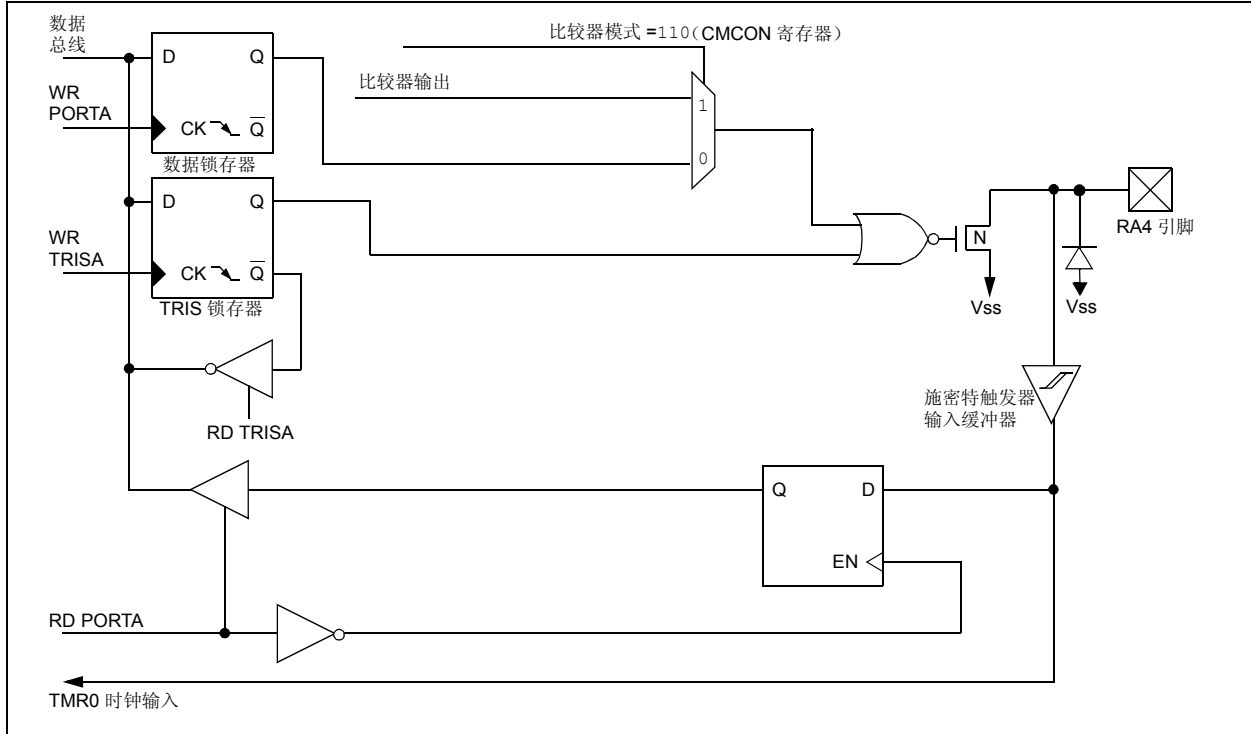 数据
总线
比较器模式 =110(CMCON 寄存器)
D Q
比较器输出
WR
PORTA
CK Q̅
1
数据锁存器
0
D Q
WR
TRISA
CK Q̅
TRIS 锁存器
N
RA4 引脚
Vss
Vss
RD TRISA
施密特触发器
输入缓冲器
Q D
EN
RD PORTA
TMR0 时钟输入